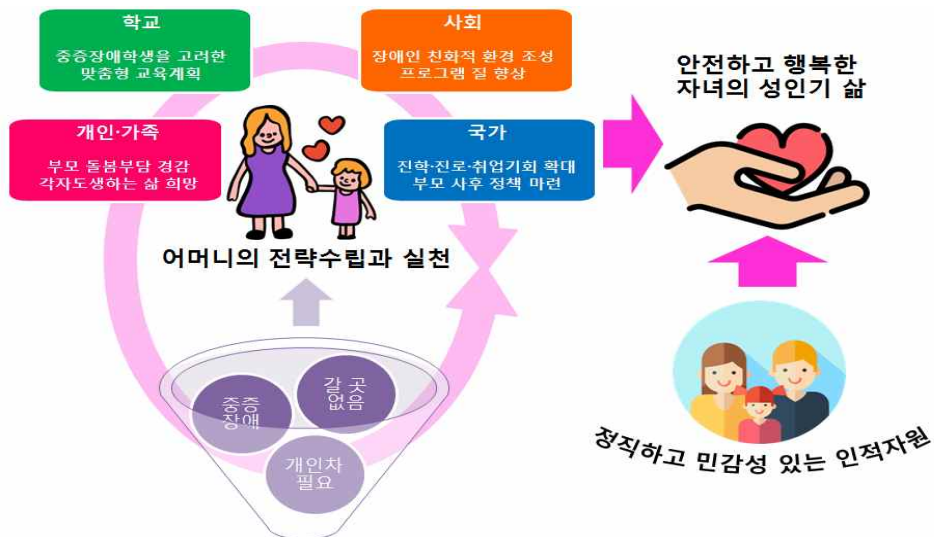 학교
중증장애학생을 고려한
맞춤형 교육계획
사회
장애인 친화적 환경 조성
프로그램 질 향상
개인·가족
부모 돌봄부담 경감
각자도생하는 삶 희망
국가
진학·진로·취업기회 확대
부모 사후 정책 마련
어머니의 전략수립과 실천
중증
장애
갈 곳
없음
개인차
필요
안전하고 행복한
자녀의 성인기 삶
정직하고 민감성 있는 인적자원